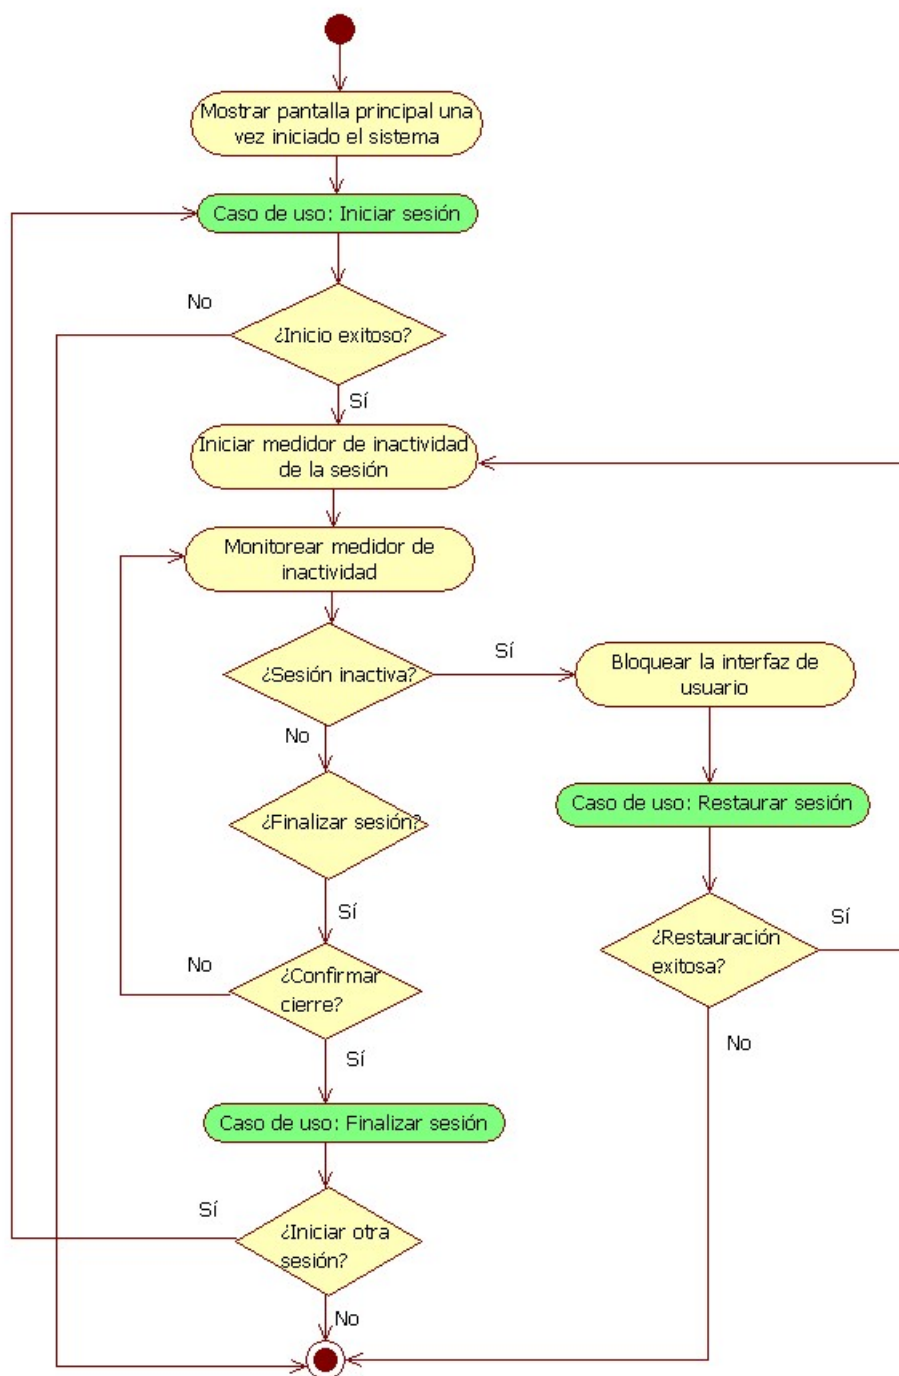 Mostrar pantalla principal una
vez iniciado el sistema
Caso de uso: Iniciar sesión
No
¿Inicio exitoso?
Sí
Iniciar medidor de inactividad
de la sesión
Monitorear medidor de
inactividad
¿Sesión inactiva?
Sí
Bloquear la interfaz de
usuario
No
Caso de uso: Restaurar sesión
¿Finalizar sesión?
Sí
¿Restauración
exitosa?
Sí
No
No
¿Confirmar
cierre?
Sí
Caso de uso: Finalizar sesión
Sí
¿Iniciar otra
sesión?
No